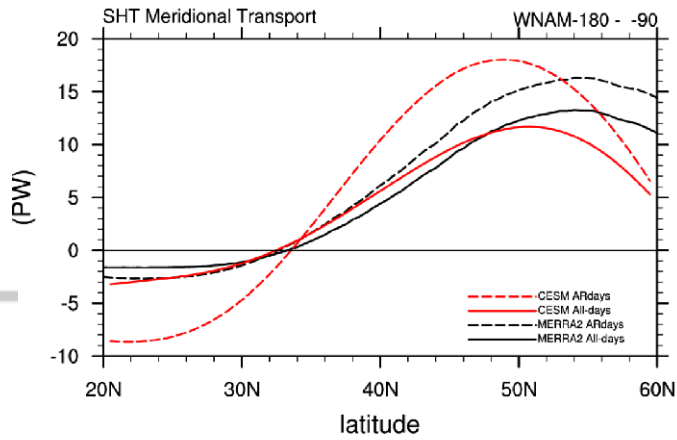 SHT Meridional Transport WNAM-180 - -90
20
15
10
5
0
-5
-10
(PW)
CESM ARdays
CESM All-days
MERRA2 ARdays
MERRA2 All-days
20N 30N 40N 50N 60N
latitude